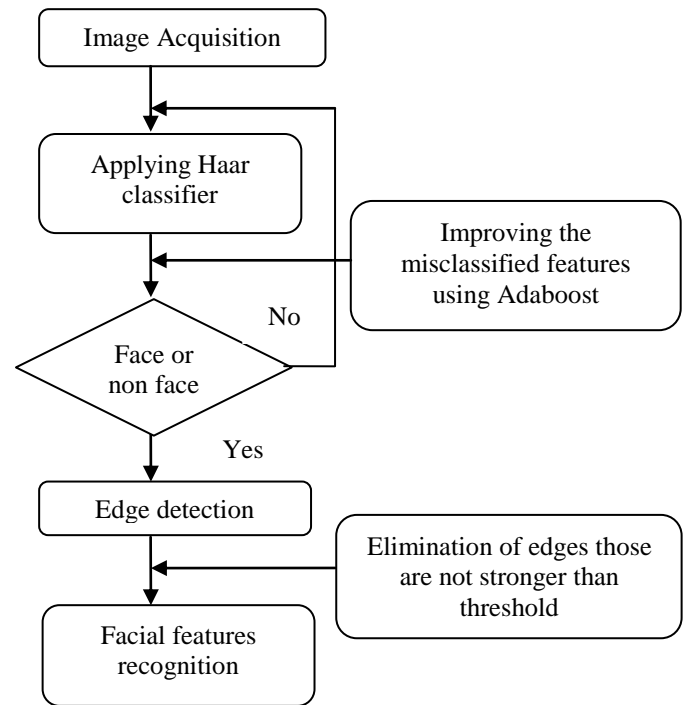 Image Acquisition
Applying Haar
classifier
Improving the
misclassified features
using Adaboost
No
Face or
non face
Yes
Edge detection
Elimination of edges those
are not stronger than
threshold
Facial features
recognition